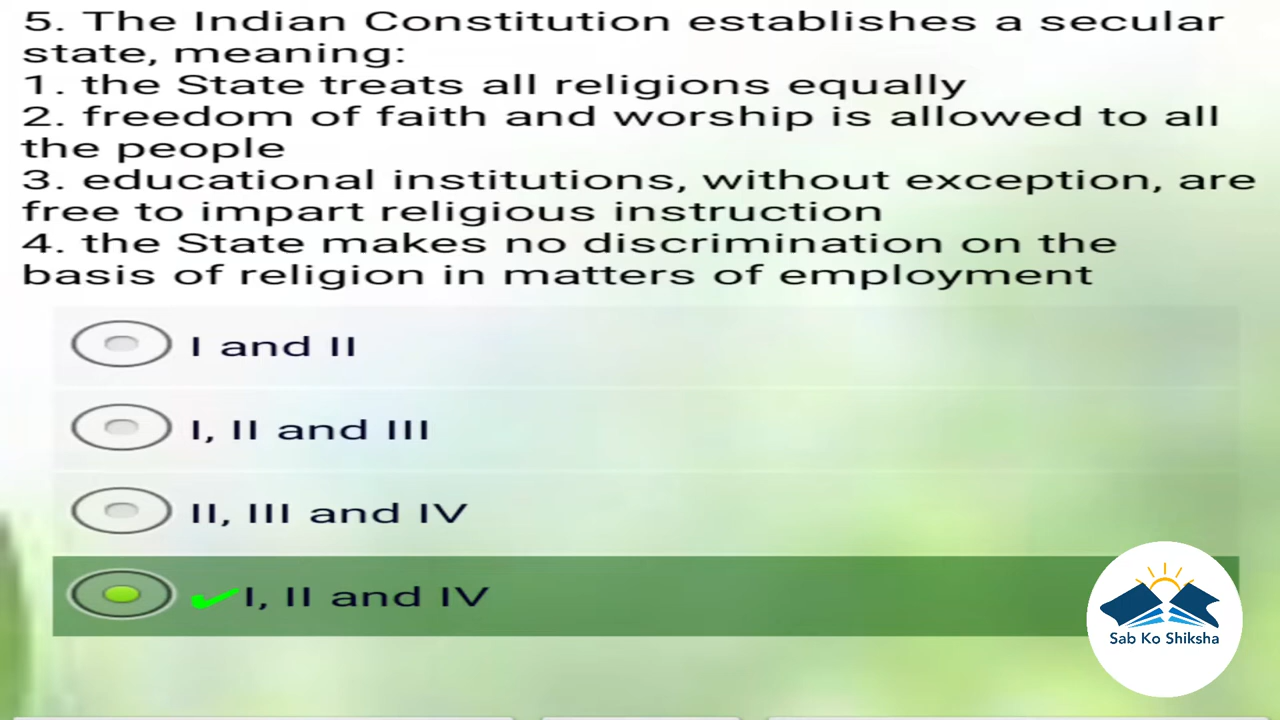 5. The Indian Constitution establishes a secular
state, meaning:
1. the State treats all religions equally
2. freedom of faith and worship is allowed to all
the people
3. educational institutions, without exception, are
free to impart religious instruction
4. the State makes no discrimination on the
basis of religion in matters of employment
I and II
I, II and III
II, III and IV
✔I, II and IV
Sab Ko Shiksha